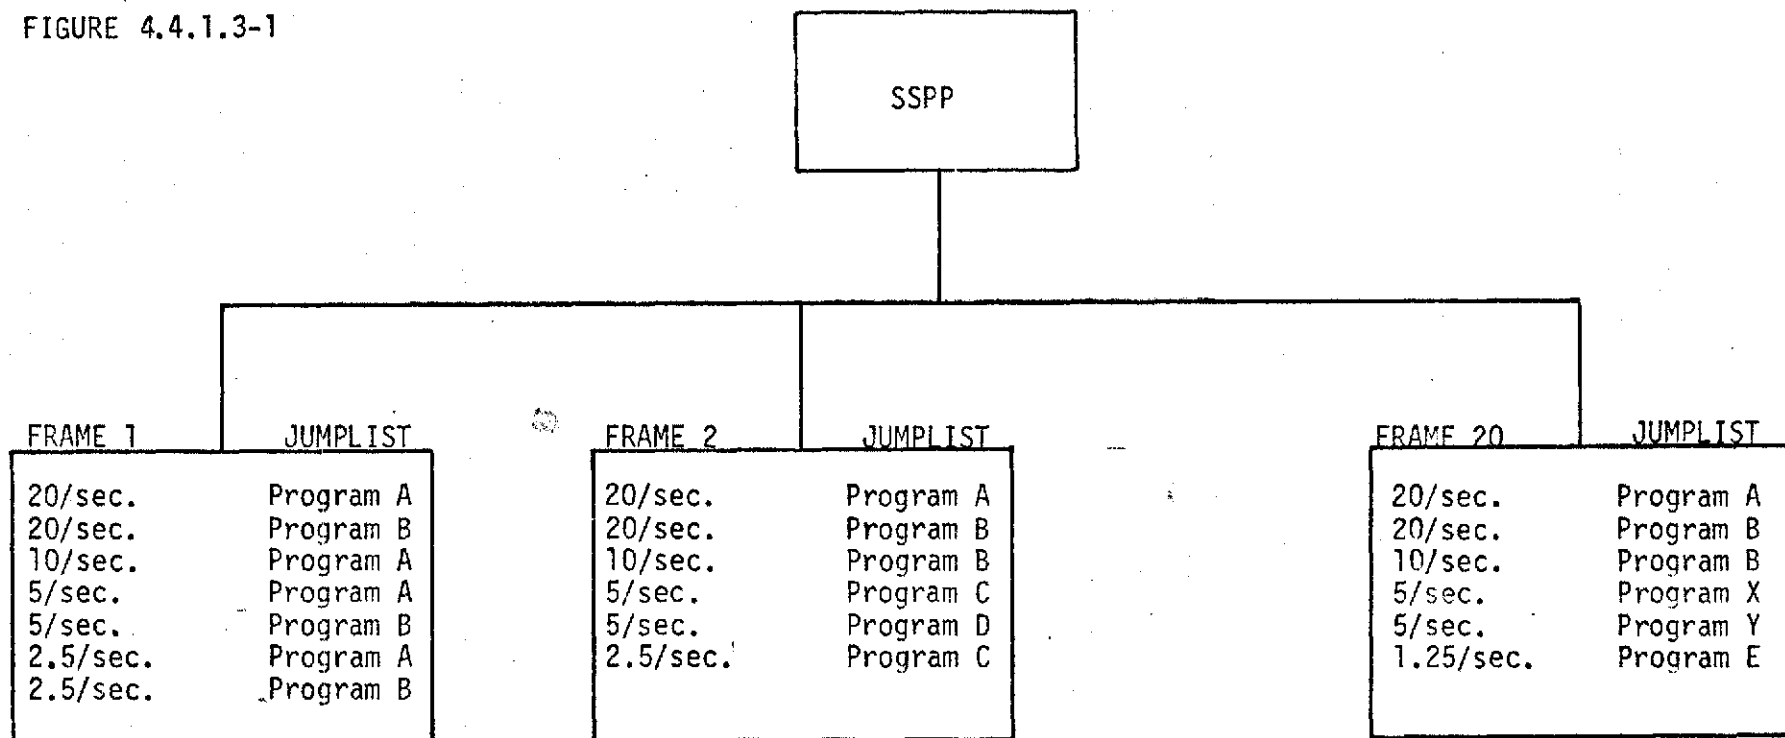 FIGURE 4.4.1.3-1
SSPP
FRAME 1 JUMPLIST
20/sec. Program A
20/sec. Program B
10/sec. Program A
5/sec. Program A
5/sec. Program B
2.5/sec. Program A
2.5/sec. Program B
FRAME 2 JUMPLIST
20/sec. Program A
20/sec. Program B
10/sec. Program B
5/sec. Program C
5/sec. Program D
2.5/sec. Program C
FRAME 20 JUMPLIST
20/sec. Program A
20/sec. Program B
10/sec. Program B
5/sec. Program X
5/sec. Program Y
1.25/sec. Program E